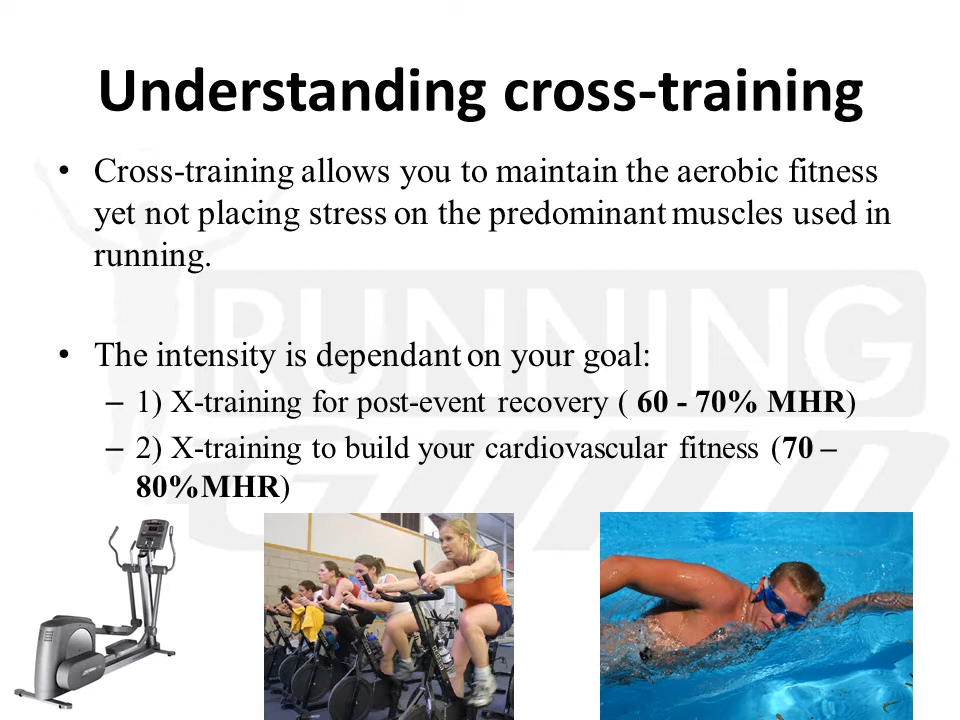 Understanding cross-training
• Cross-training allows you to maintain the aerobic fitness
yet not placing stress on the predominant muscles used in
running.
• The intensity is dependant on your goal:
– 1) X-training for post-event recovery ( 60 - 70% MHR)
– 2) X-training to build your cardiovascular fitness (70 –
80%MHR)
RUNNING